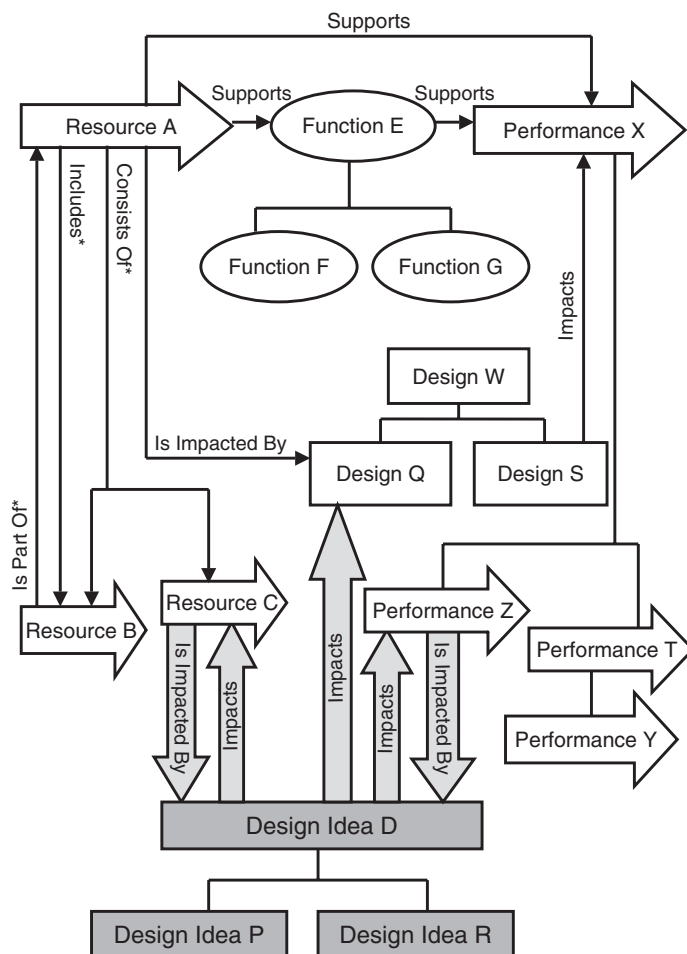 Supports
Resource A
Supports
Function E
Supports
Performance X
Is Part Of*
Includes*
Consists Of*
Function F
Function G
Impacts
Design W
Is Impacted By
Design Q
Design S
Resource B
Resource C
Performance Z
Performance T
Performance Y
Is Impacted By
Impacts
Impacts
Impacts
Is Impacted By
Design Idea D
Design Idea P
Design Idea R